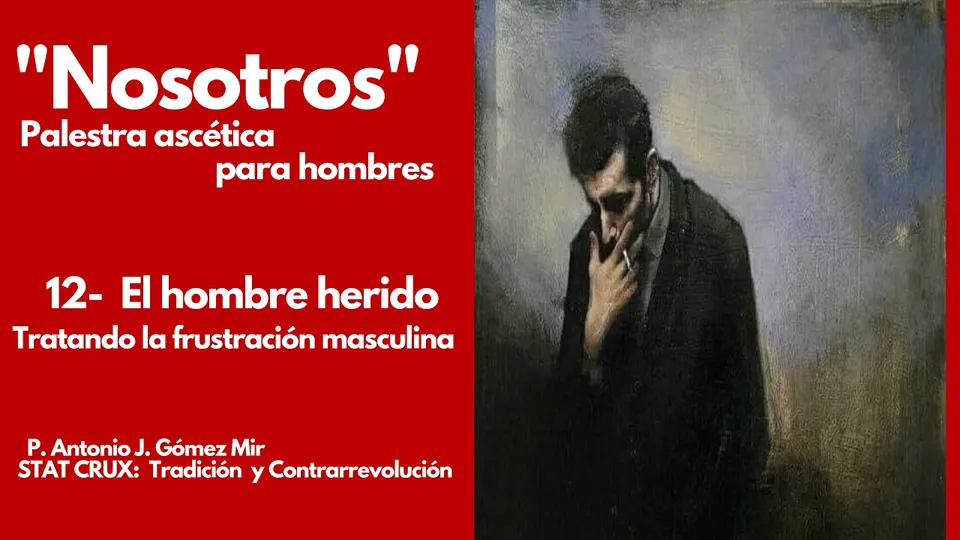 "Nosotros"
Palestra ascética
para hombres
12- El hombre herido
Tratando la frustración masculina
P. Antonio J. Gómez Mir
STAT CRUX: Tradición y Contrarrevolución